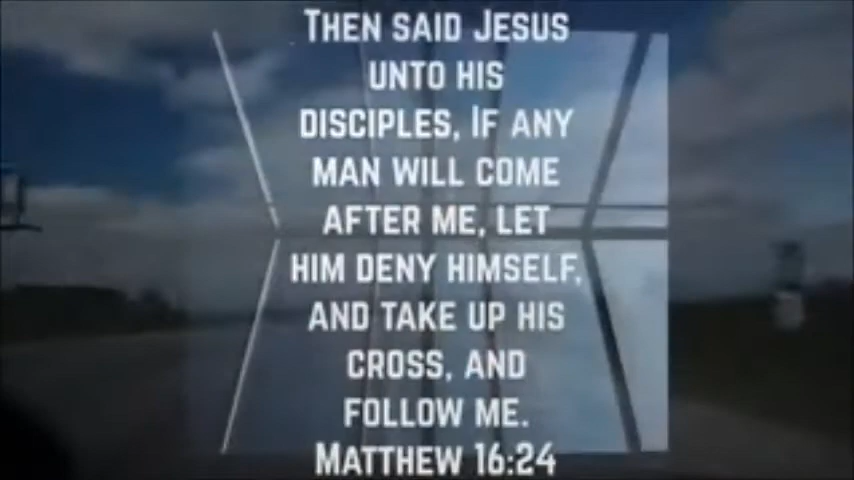 Then said Jesus
unto his
disciples, If any
man will come
after me, let
him deny himself,
and take up his
cross, and
follow me.
Matthew 16:24